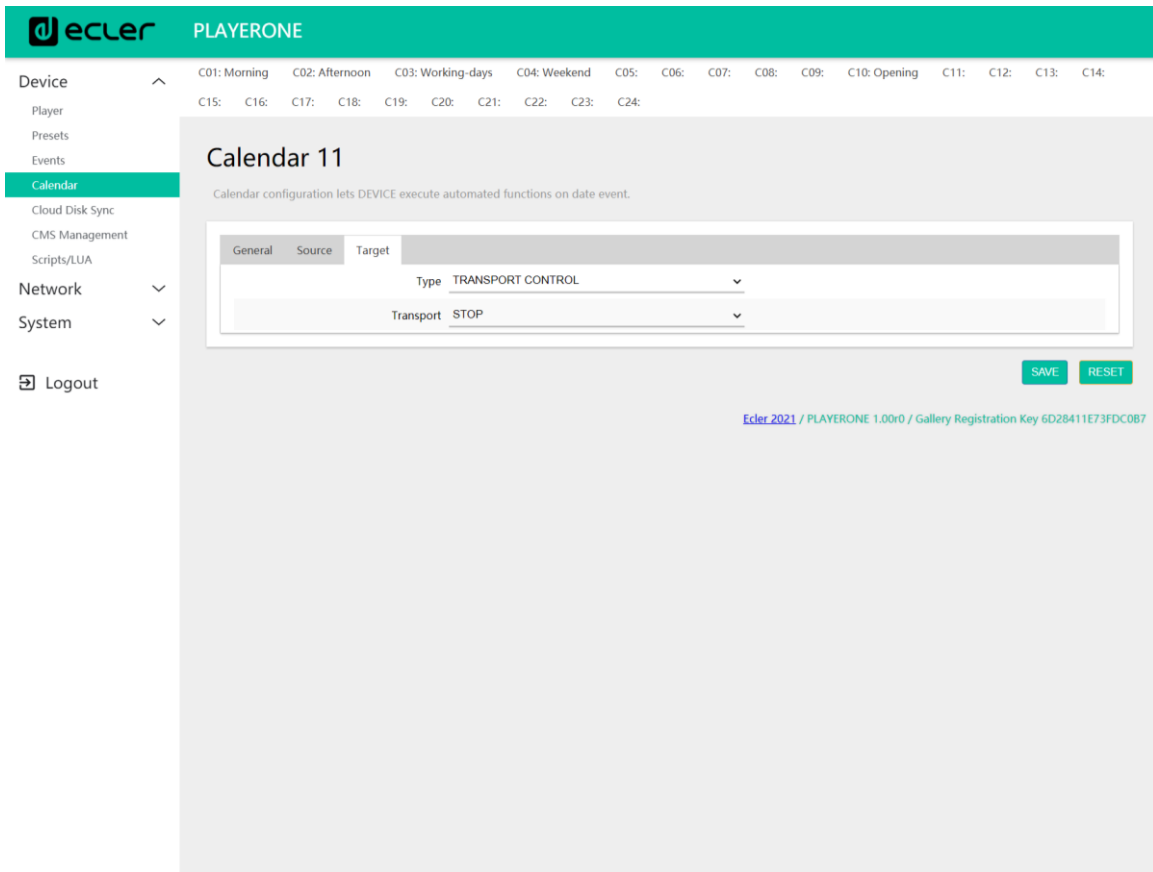 ecler
PLAYERONE
Device
Player
Presets
Events
Calendar
Cloud Disk Sync
CMS Management
Scripts/LUA
Network
System
Logout
C01: Morning C02: Afternoon C03: Working-days C04: Weekend C05: C06: C07: C08: C09: C10: Opening C11: C12: C13: C14:
C15: C16: C17: C18: C19: C20: C21: C22: C23: C24:
Calendar 11
Calendar configuration lets DEVICE execute automated functions on date event.
General Source Target
Type TRANSPORT CONTROL
Transport STOP
SAVE RESET
Ecler 2021 / PLAYERONE 1.00r0 / Gallery Registration Key 6D28411E73FDC0B7